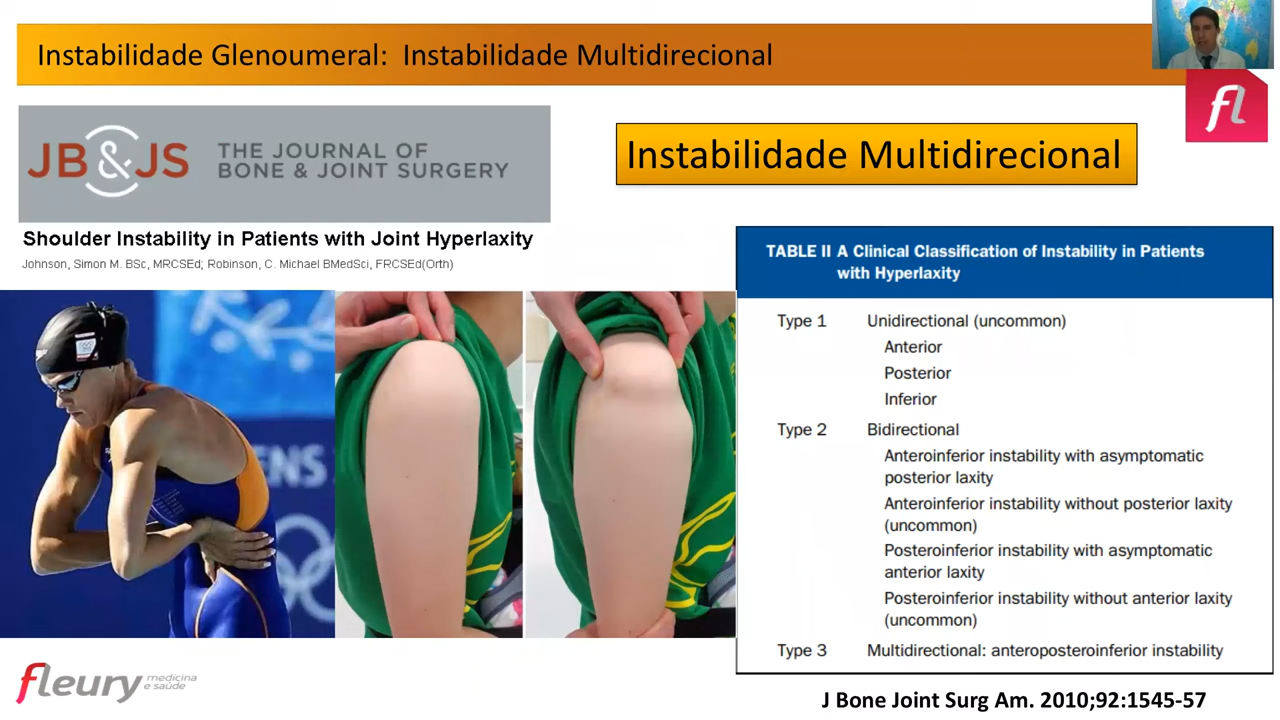 Instabilidade Glenoumeral: Instabilidade Multidirecional
fl
JB&JS
THE JOURNAL OF
BONE & JOINT SURGERY
Instabilidade Multidirecional
Shoulder Instability in Patients with Joint Hyperlaxity
Johnson, Simon M. BSc, MRCSEd; Robinson, C. Michael BMedSci, FRCSEd(Orth)
ENS
TABLE II A Clinical Classification of Instability in Patients
with Hyperlaxity
Type 1 Unidirectional (uncommon)
Anterior
Posterior
Inferior
Type 2 Bidirectional
Anteroinferior instability with asymptomatic
posterior laxity
Anteroinferior instability without posterior laxity
(uncommon)
Posteroinferior instability with asymptomatic
anterior laxity
Posteroinferior instability without anterior laxity
(uncommon)
Type 3 Multidirectional: anteroposteroinferior instability
fleury medicina
e saúde
J Bone Joint Surg Am. 2010;92:1545-57